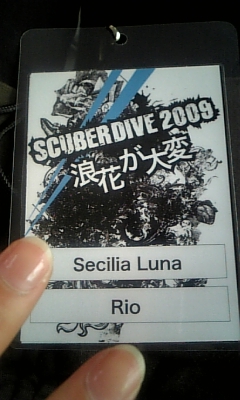 SCUBERDIVE 2009
浪花が大変
Secilia Luna
Rio